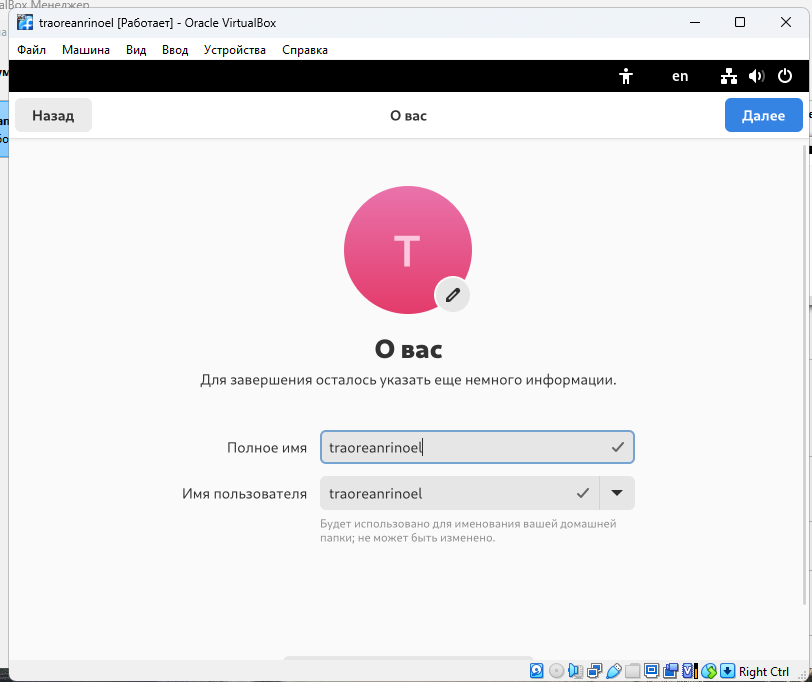 traoreanrinoel [Работает] - Oracle VirtualBox
Файл Машина Вид Ввод Устройства Справка
en
Назад
О вас
Далее
T
О вас
Для завершения осталось указать еще немного информации.
Полное имя
traoreanrinoel
Имя пользователя
traoreanrinoel
Будет использовано для именования вашей домашней
папки; не может быть изменено.
Right Ctrl